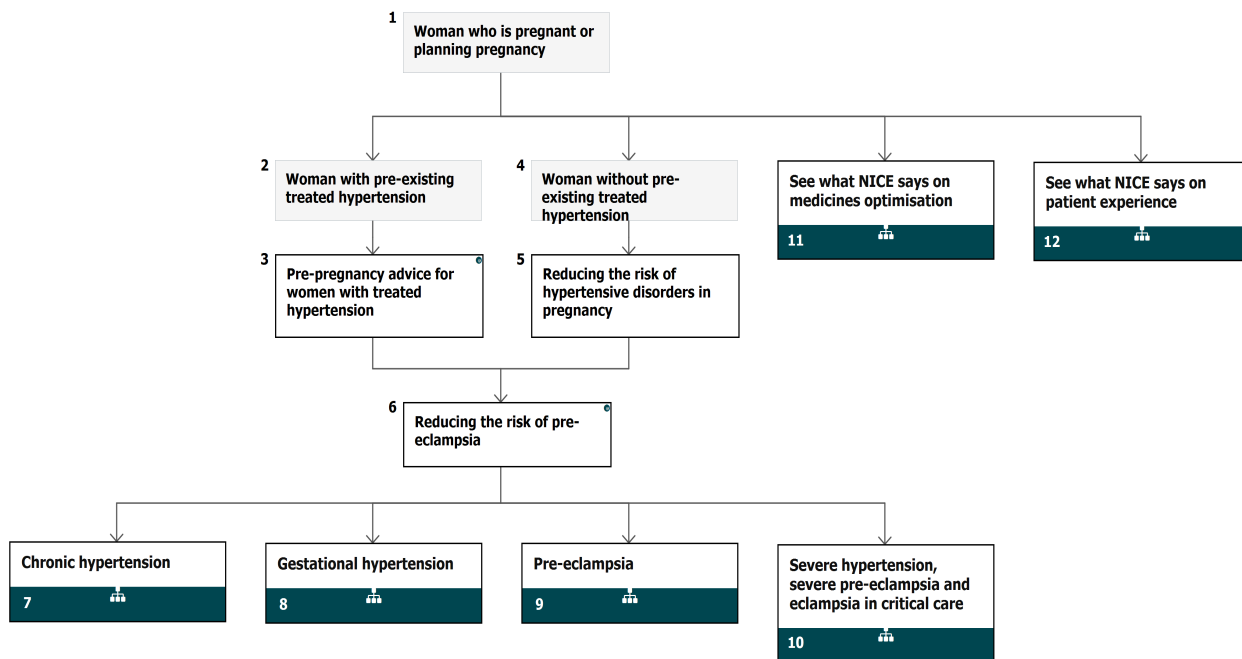 1
Woman who is pregnant or
planning pregnancy
2
Woman with pre-existing
treated hypertension
4
Woman without pre-
existing treated
hypertension
See what NICE says on
medicines optimisation
11
See what NICE says on
patient experience
12
3
Pre-pregnancy advice for
women with treated
hypertension
5
Reducing the risk of
hypertensive disorders in
pregnancy
6
Reducing the risk of pre-
eclampsia
Chronic hypertension
7
Gestational hypertension
8
Pre-eclampsia
9
Severe hypertension,
severe pre-eclampsia and
eclampsia in critical care
10